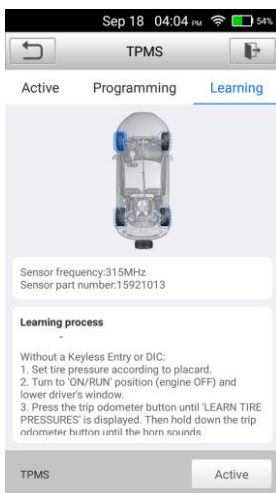 Sep 18 04:04 PM 54%
TPMS
Active Programming Learning
Sensor frequency:315MHz
Sensor part number:15921013
Learning process
-
Without a Keyless Entry or DIC:
1. Set tire pressure according to placard.
2. Turn to 'ON/RUN' position (engine OFF) and
lower driver's window.
3. Press the trip odometer button until 'LEARN TIRE
PRESSURES' is displayed. Then hold down the trip
odometer button until the horn sounds
TPMS Active